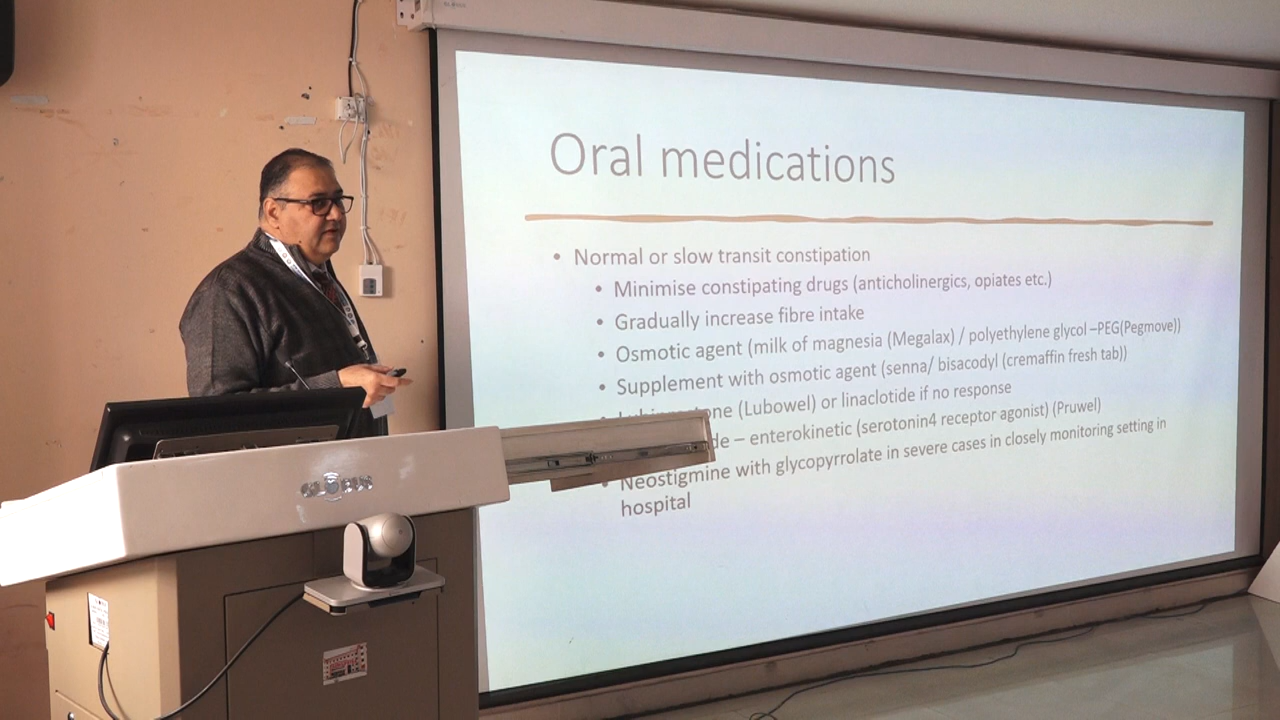 Oral medications
• Normal or slow transit constipation
• Minimise constipating drugs (anticholinergics, opiates etc.)
• Gradually increase fibre intake
• Osmotic agent (milk of magnesia (Megalax) / polyethylene glycol –PEG(Pegmove))
• Supplement with osmotic agent (senna/ bisacodyl (cremaffin fresh tab))
(Lubowel) or linaclotide if no response
– enterokinetic (serotonin4 receptor agonist) (Pruwel)
• Neostigmine with glycopyrrolate in severe cases in closely monitoring setting in
hospital
GLOBUS